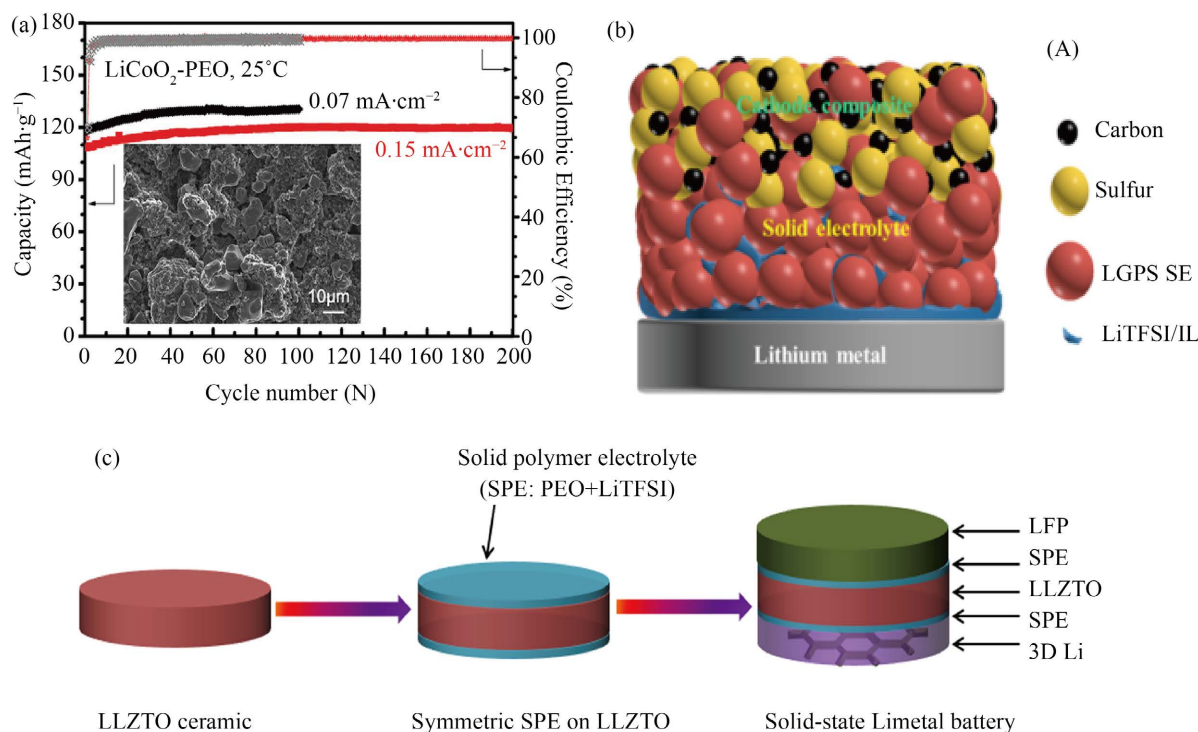 (a)
180
150
120
90
60
30
0
Capacity (mAh·g⁻¹)
LiCoO₂-PEO, 25°C
0.07 mA·cm⁻²
0.15 mA·cm⁻²
10μm
100
80
60
40
20
0
Coulombic Efficiency (%)
0 20 40 60 80 100 120 140 160 180 200
Cycle number (N)
(b)
Cathode composite
Solid electrolyte
Lithium metal
(A)
Carbon
Sulfur
LGPS SE
LiTFSI/IL
(c)
Solid polymer electrolyte
(SPE: PEO+LiTFSI)
LFP
SPE
LLZTO
SPE
3D Li
LLZTO ceramic
Symmetric SPE on LLZTO
Solid-state Limetal battery